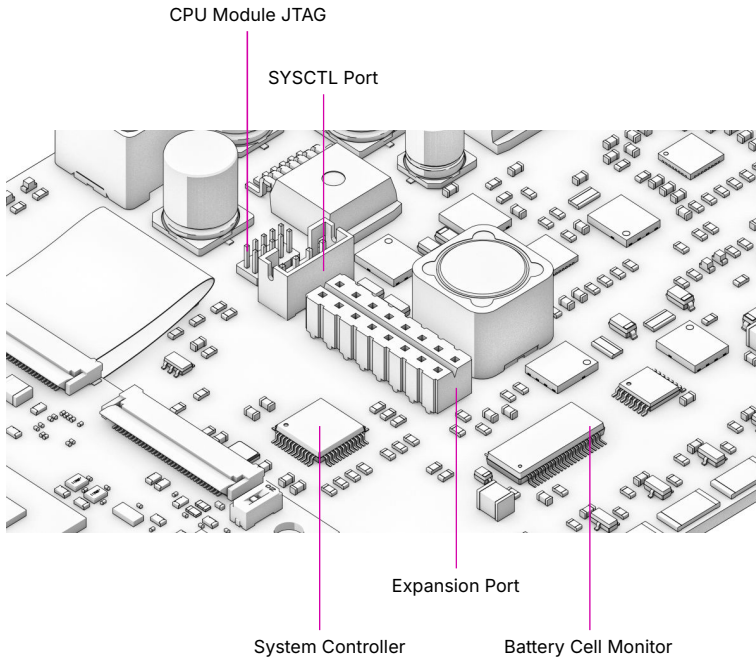 CPU Module JTAG
SYSCTL Port
Expansion Port
System Controller
Battery Cell Monitor